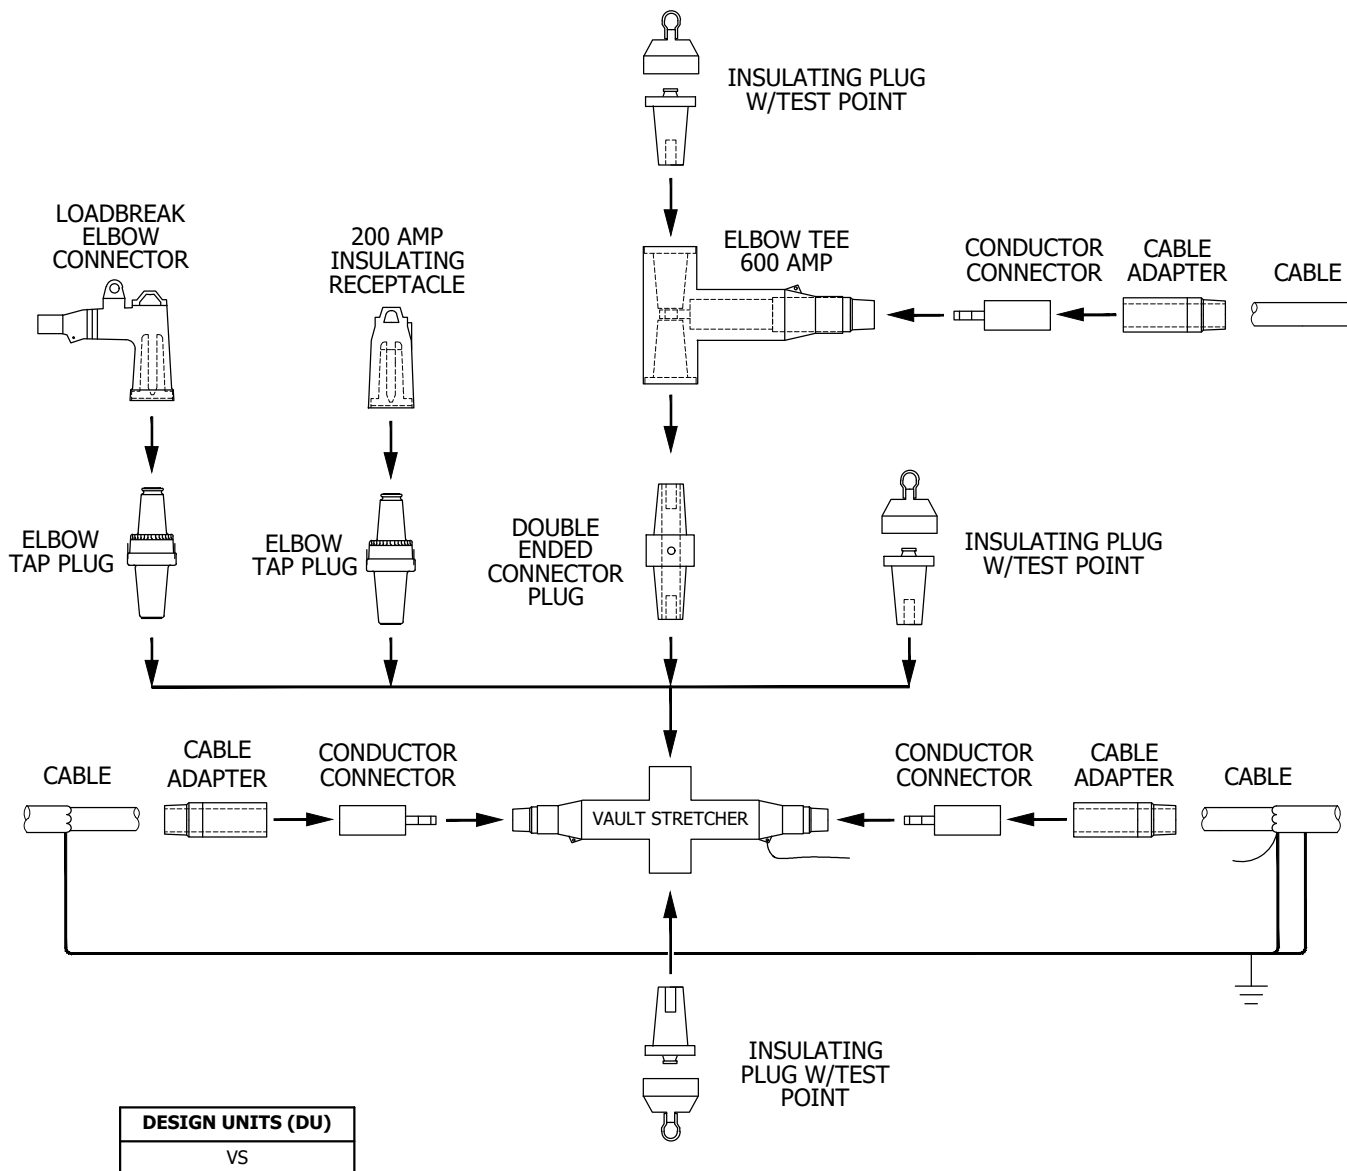 INSULATING PLUG
W/TEST POINT
LOADBREAK
ELBOW
CONNECTOR
200 AMP
INSULATING
RECEPTACLE
ELBOW TEE
600 AMP
CONDUCTOR
CONNECTOR
CABLE
ADAPTER
CABLE
ELBOW
TAP PLUG
ELBOW
TAP PLUG
DOUBLE
ENDED
CONNECTOR
PLUG
INSULATING PLUG
W/TEST POINT
CABLE
CABLE
ADAPTER
CONDUCTOR
CONNECTOR
VAULT STRETCHER
CONDUCTOR
CONNECTOR
CABLE
ADAPTER
CABLE
INSULATING
PLUG W/TEST
POINT
DESIGN UNITS (DU)
VS